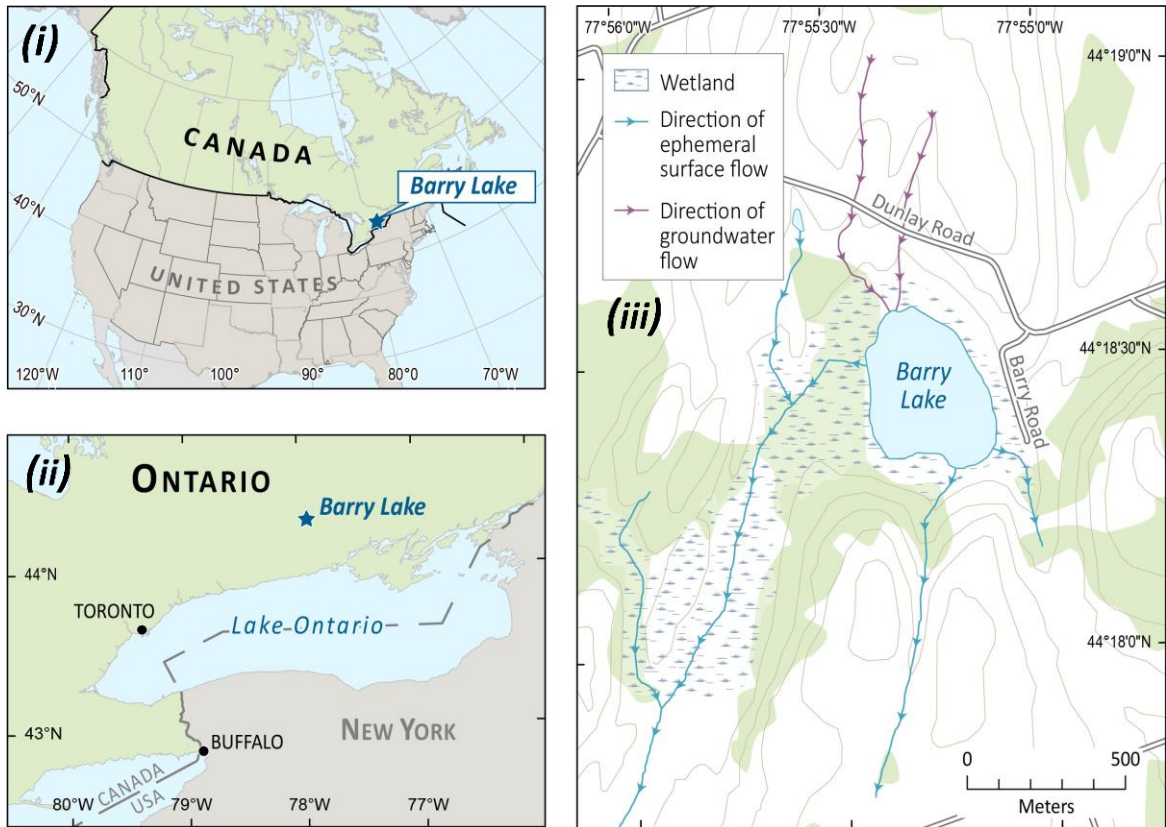 (i)
50°N
40°N
30°N
CANADA
Barry Lake
UNITED STATES
120°W
110°
100°
90°
80°
70°W
(ii)
ONTARIO
Barry Lake
44°N
TORONTO
Lake Ontario
43°N
BUFFALO
NEW YORK
CANADA
USA
80°W
79°W
78°W
77°W
77°56'0"W
77°55'30"W
77°55'0"W
44°19'0"N
Wetland
Direction of
ephemeral
surface flow
Direction of
groundwater
flow
(iii)
Dunlay Road
44°18'30"N
Barry
Lake
Barry Road
44°18'0"N
0
500
Meters